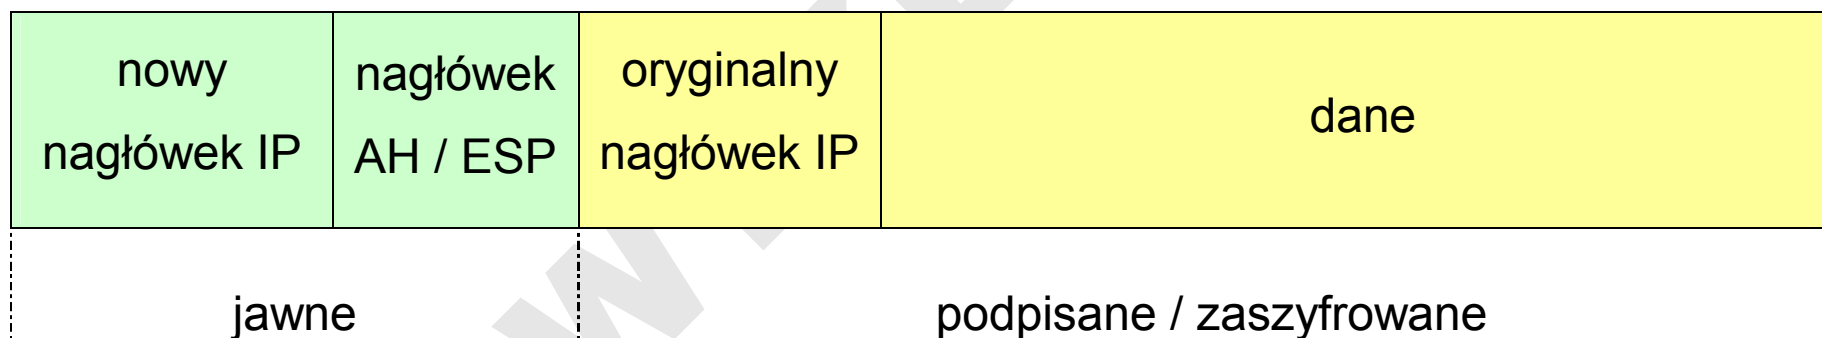 nowy
nagłówek IP
nagłówek
AH / ESP
oryginalny
nagłówek IP
dane
jawne
podpisane / zaszyfrowane